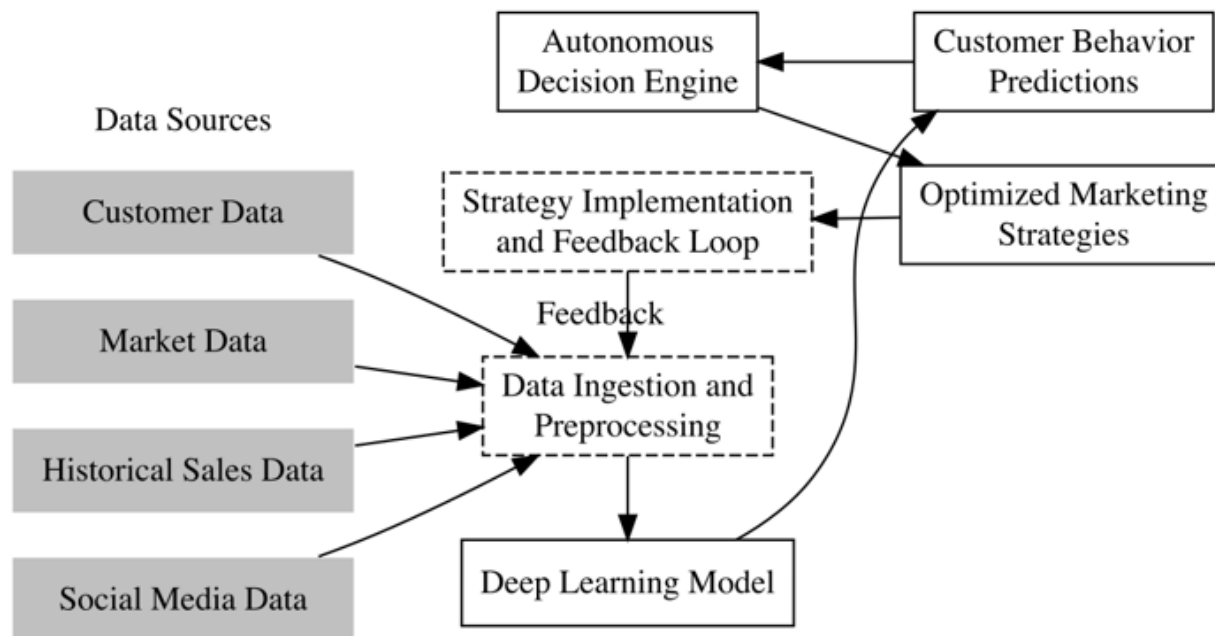 Autonomous
Decision Engine
Customer Behavior
Predictions
Data Sources
Customer Data
Strategy Implementation
and Feedback Loop
Optimized Marketing
Strategies
Market Data
Feedback
Data Ingestion and
Preprocessing
Historical Sales Data
Social Media Data
Deep Learning Model